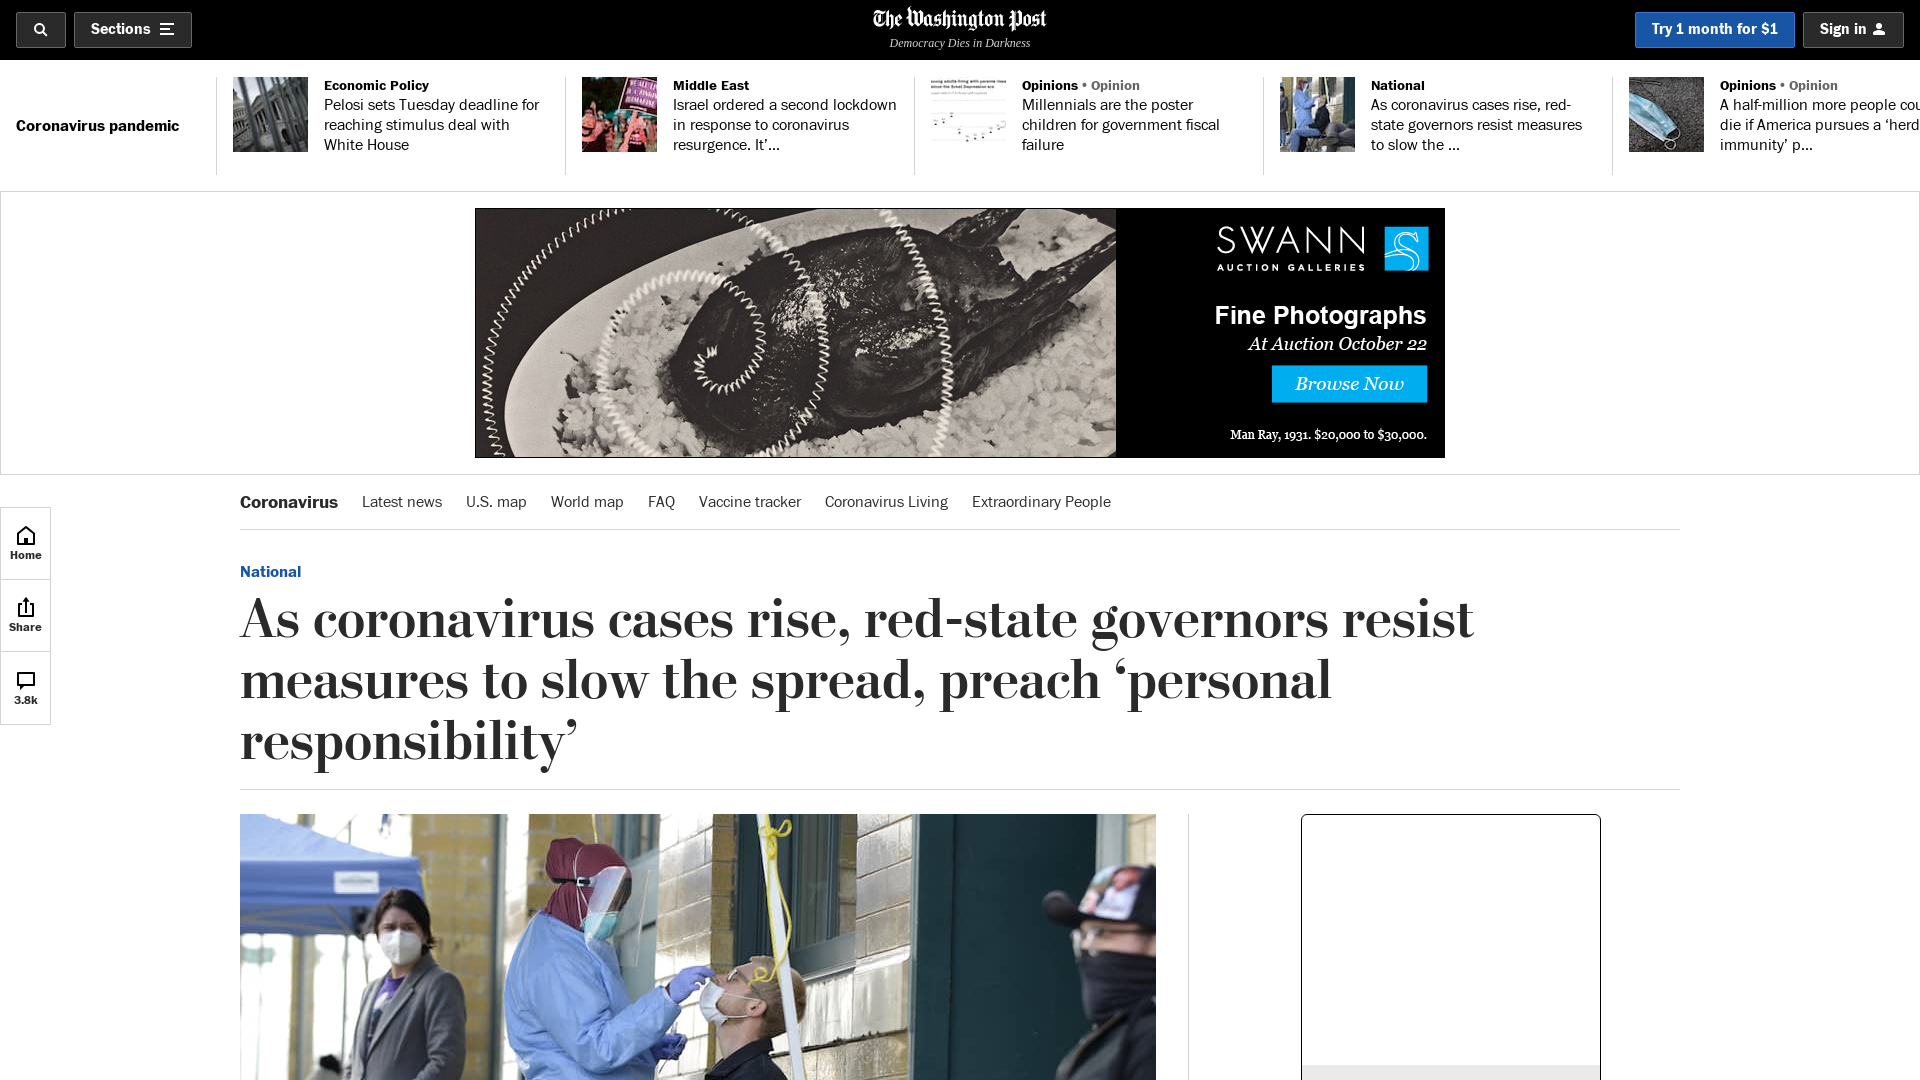 Sections
The Washington Post
Democracy Dies in Darkness
Try 1 month for $1
Sign in
Coronavirus pandemic
Economic Policy
Pelosi sets Tuesday deadline for
reaching stimulus deal with
White House
Middle East
Israel ordered a second lockdown
in response to coronavirus
resurgence. It’s...
Opinions • Opinion
Millennials are the poster
children for government fiscal
failure
National
As coronavirus cases rise, red-
state governors resist measures
to slow the ...
Opinions • Opinion
A half-million more people cou
die if America pursues a ‘herd
immunity’ p...
SWANN
AUCTION GALLERIES
Fine Photographs
At Auction October 22
Browse Now
Man Ray, 1931. $20,000 to $30,000.
Coronavirus
Latest news
U.S. map
World map
FAQ
Vaccine tracker
Coronavirus Living
Extraordinary People
Home
Share
3.8k
National
As coronavirus cases rise, red-state governors resist
measures to slow the spread, preach ‘personal
responsibility’